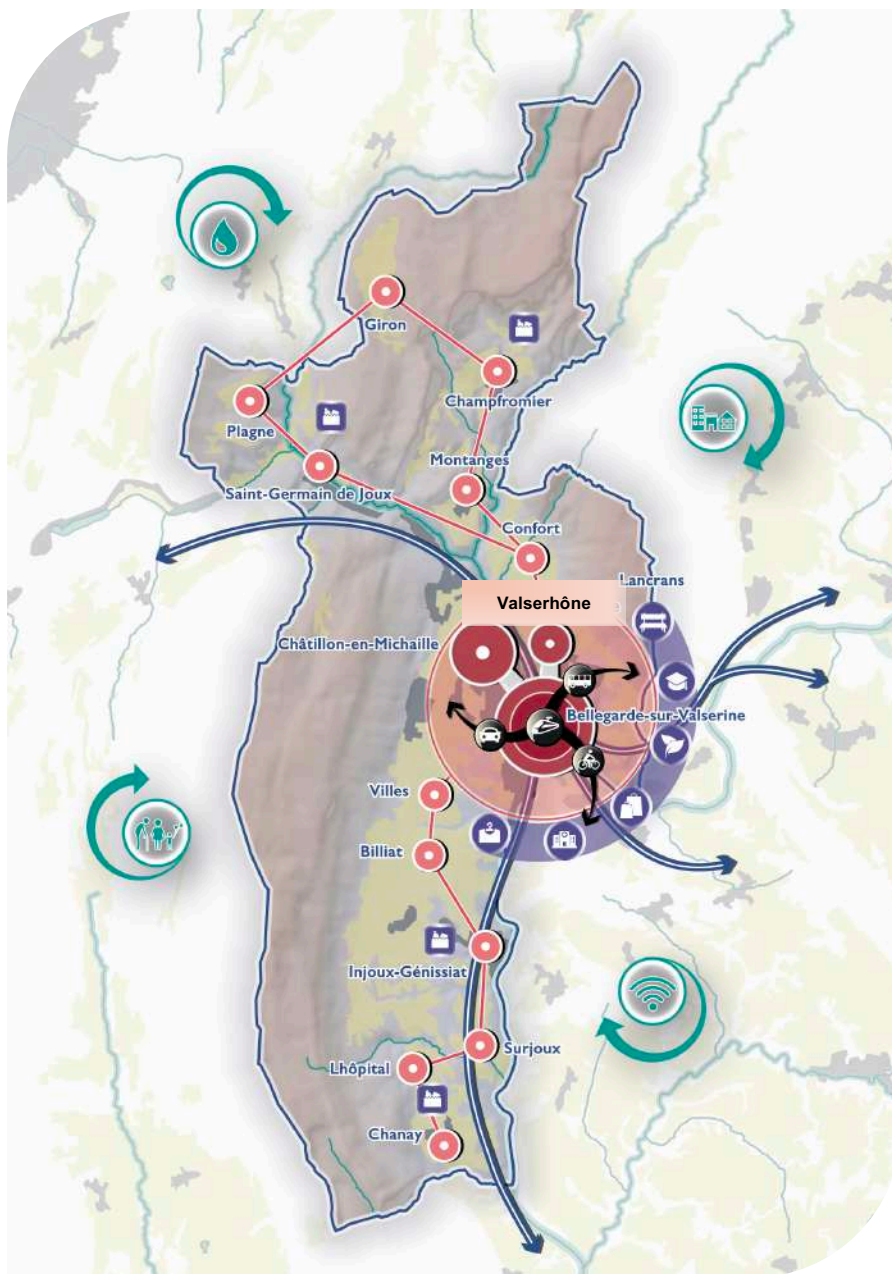 Giron
Champfromier
Plagne
Montanges
Saint-Germain de Joux
Confort
Lancrans
Valserhône
Châtillon-en-Michaille
Bellegarde-sur-Valserine
Villes
Billiat
Injoux-Génissiat
Surjoux
Lhôpital
Chanay